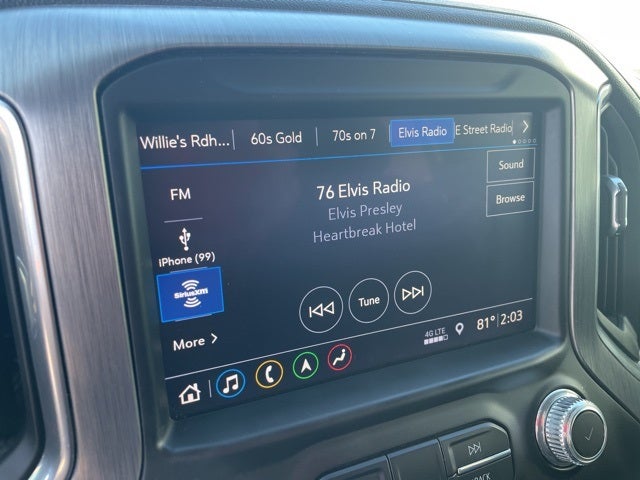 Willie's Rdh... 60s Gold 70s on 7 Elvis Radio E Street Radio
Sound
FM
76 Elvis Radio
Browse
Elvis Presley
Heartbreak Hotel
iPhone (99)
SiriusXM
Tune
More
4G LTE
81° 2:03